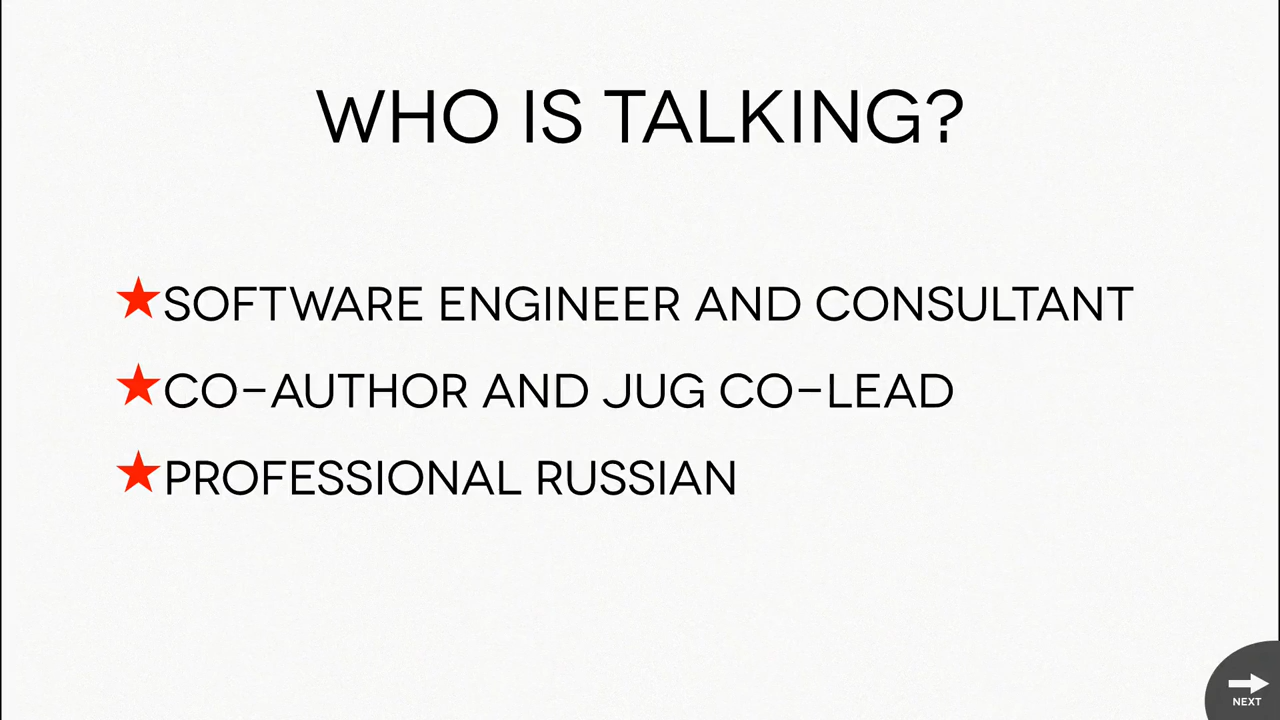 WHO IS TALKING?
★SOFTWARE ENGINEER AND CONSULTANT
★CO-AUTHOR AND JUG CO-LEAD
★PROFESSIONAL RUSSIAN
NEXT